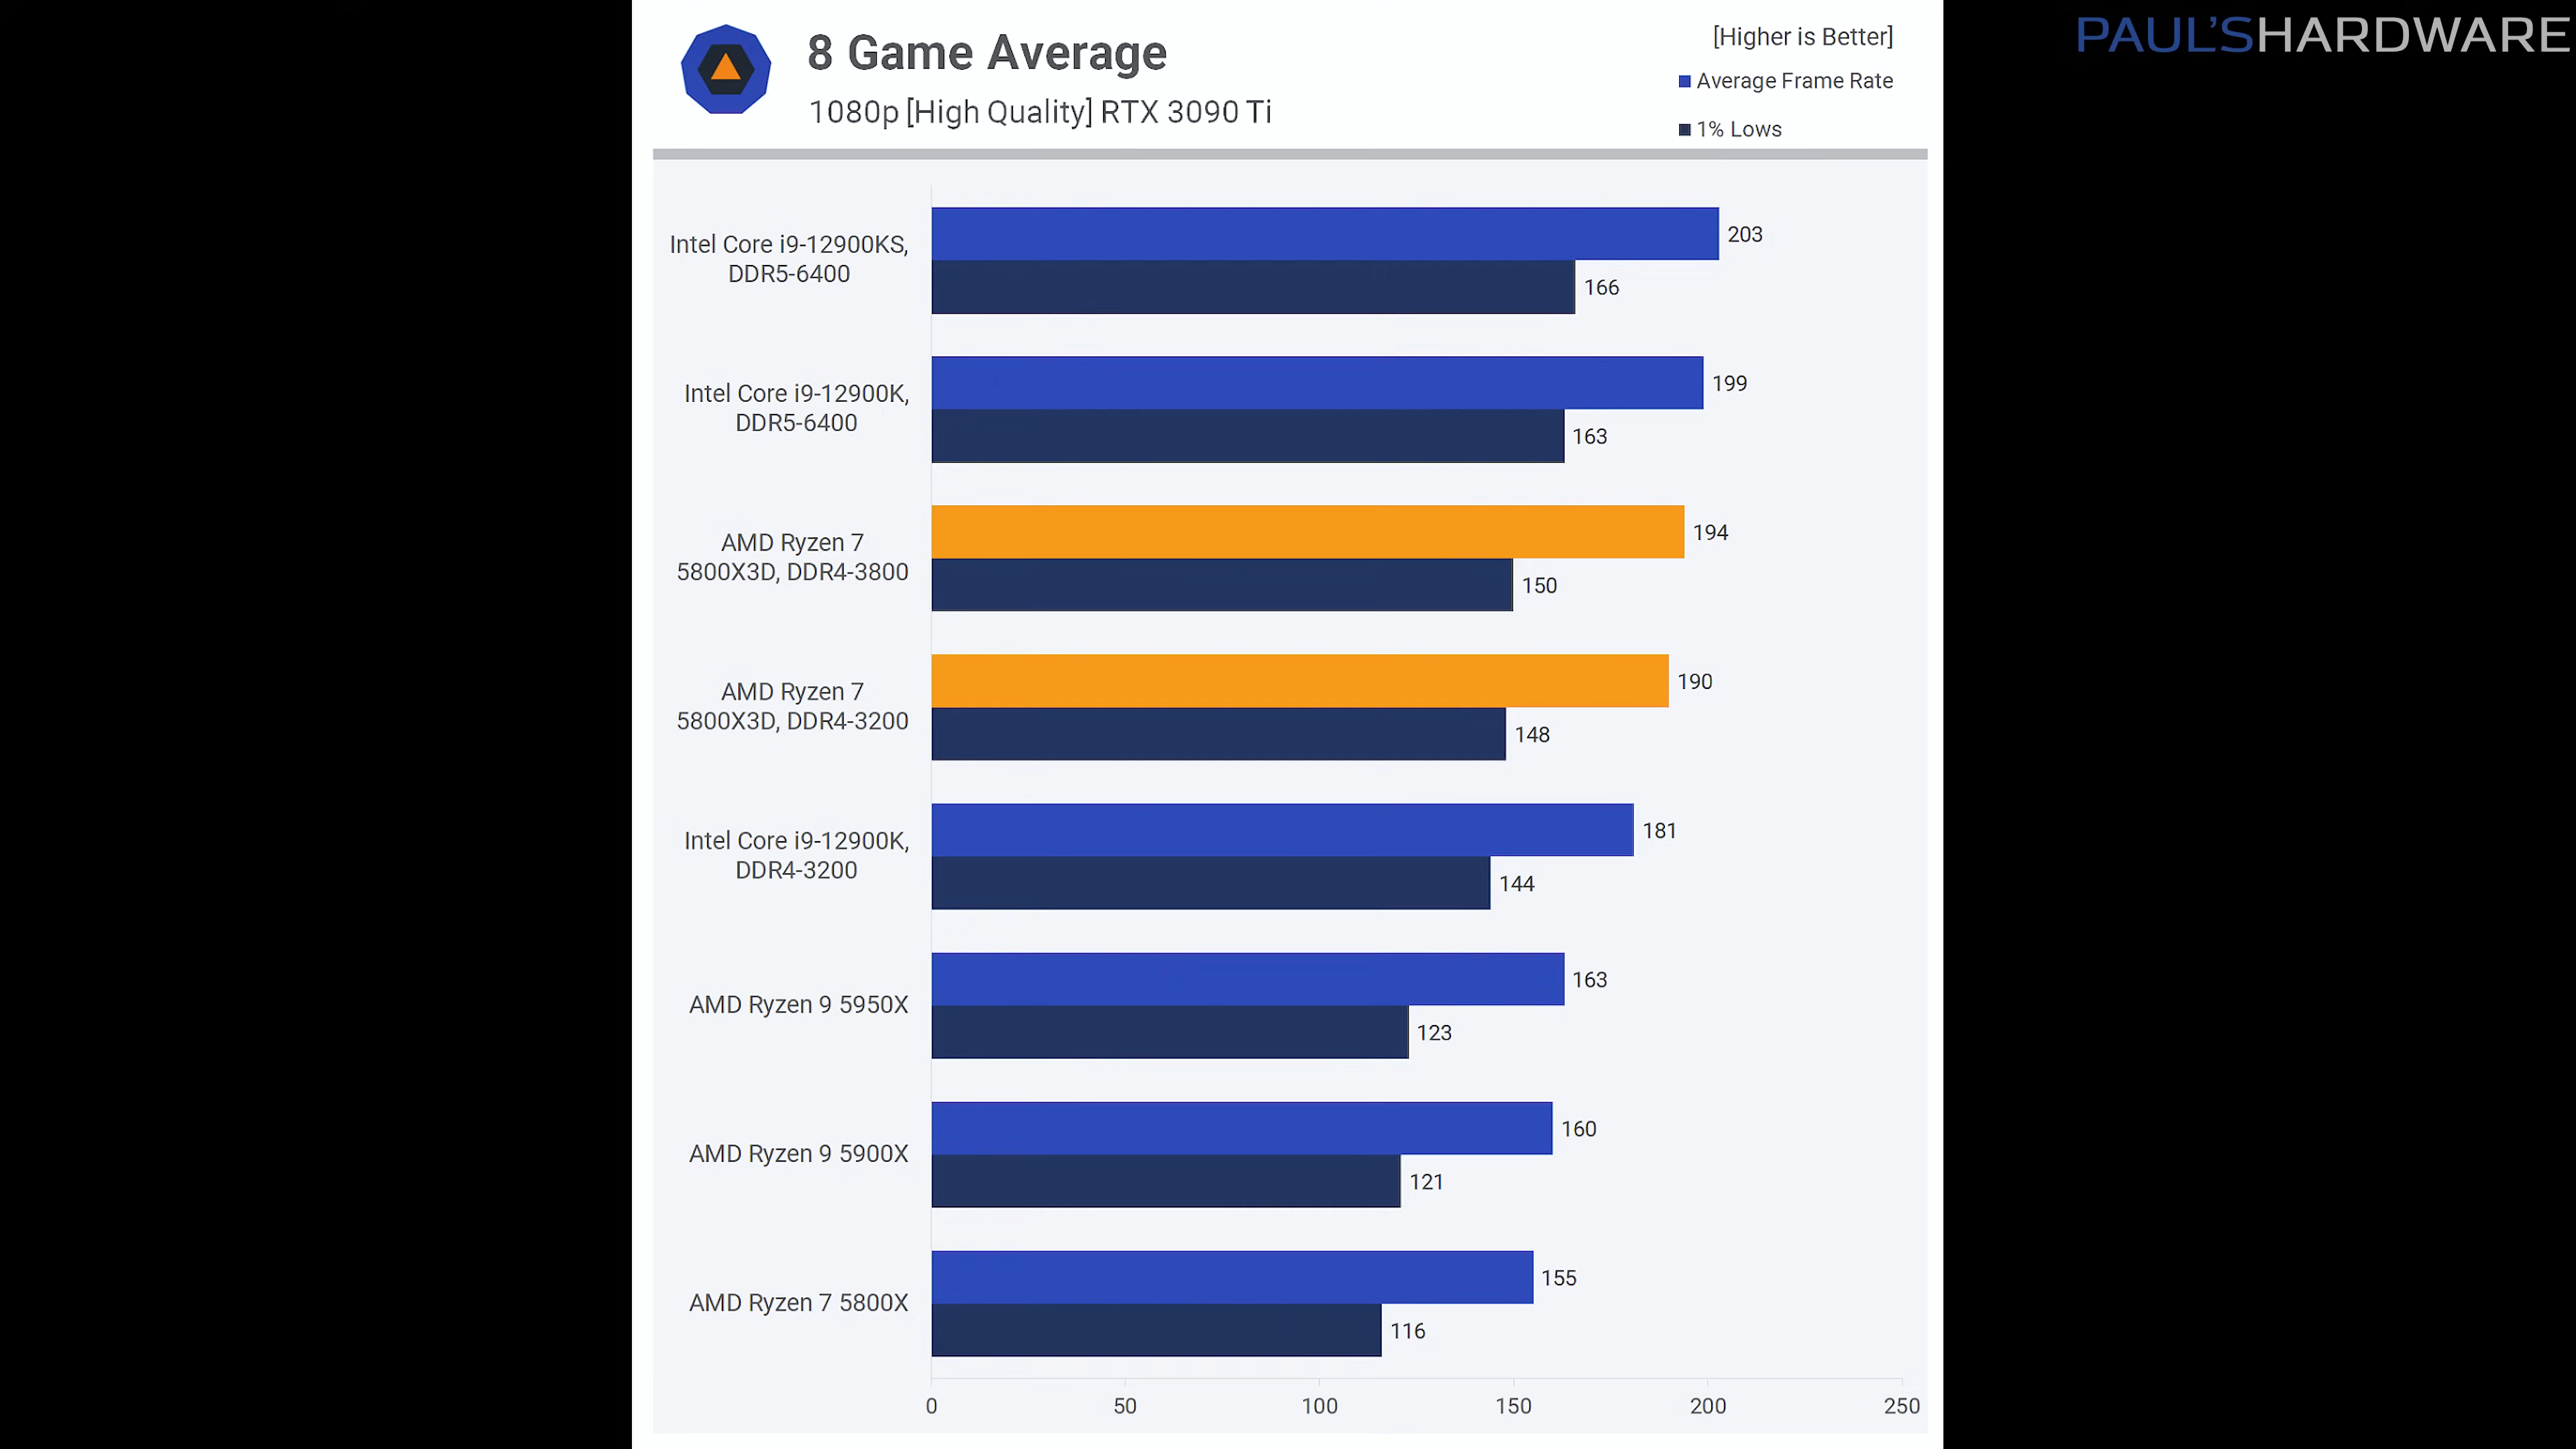 PAUL'SHARDWARE
8 Game Average
1080p [High Quality] RTX 3090 Ti
[Higher is Better]
Average Frame Rate
1% Lows
Intel Core i9-12900KS,
DDR5-6400
203
166
Intel Core i9-12900K,
DDR5-6400
199
163
AMD Ryzen 7
5800X3D, DDR4-3800
194
150
AMD Ryzen 7
5800X3D, DDR4-3200
190
148
Intel Core i9-12900K,
DDR4-3200
181
144
AMD Ryzen 9 5950X
163
123
AMD Ryzen 9 5900X
160
121
AMD Ryzen 7 5800X
155
116
0 50 100 150 200 250